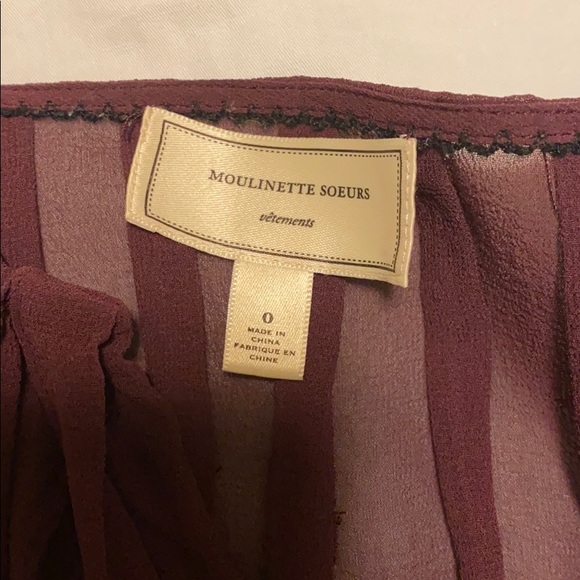 MOULINETTE SOEURS
vêtements
0
MADE IN
CHINA
FABRIQUE EN
CHINE